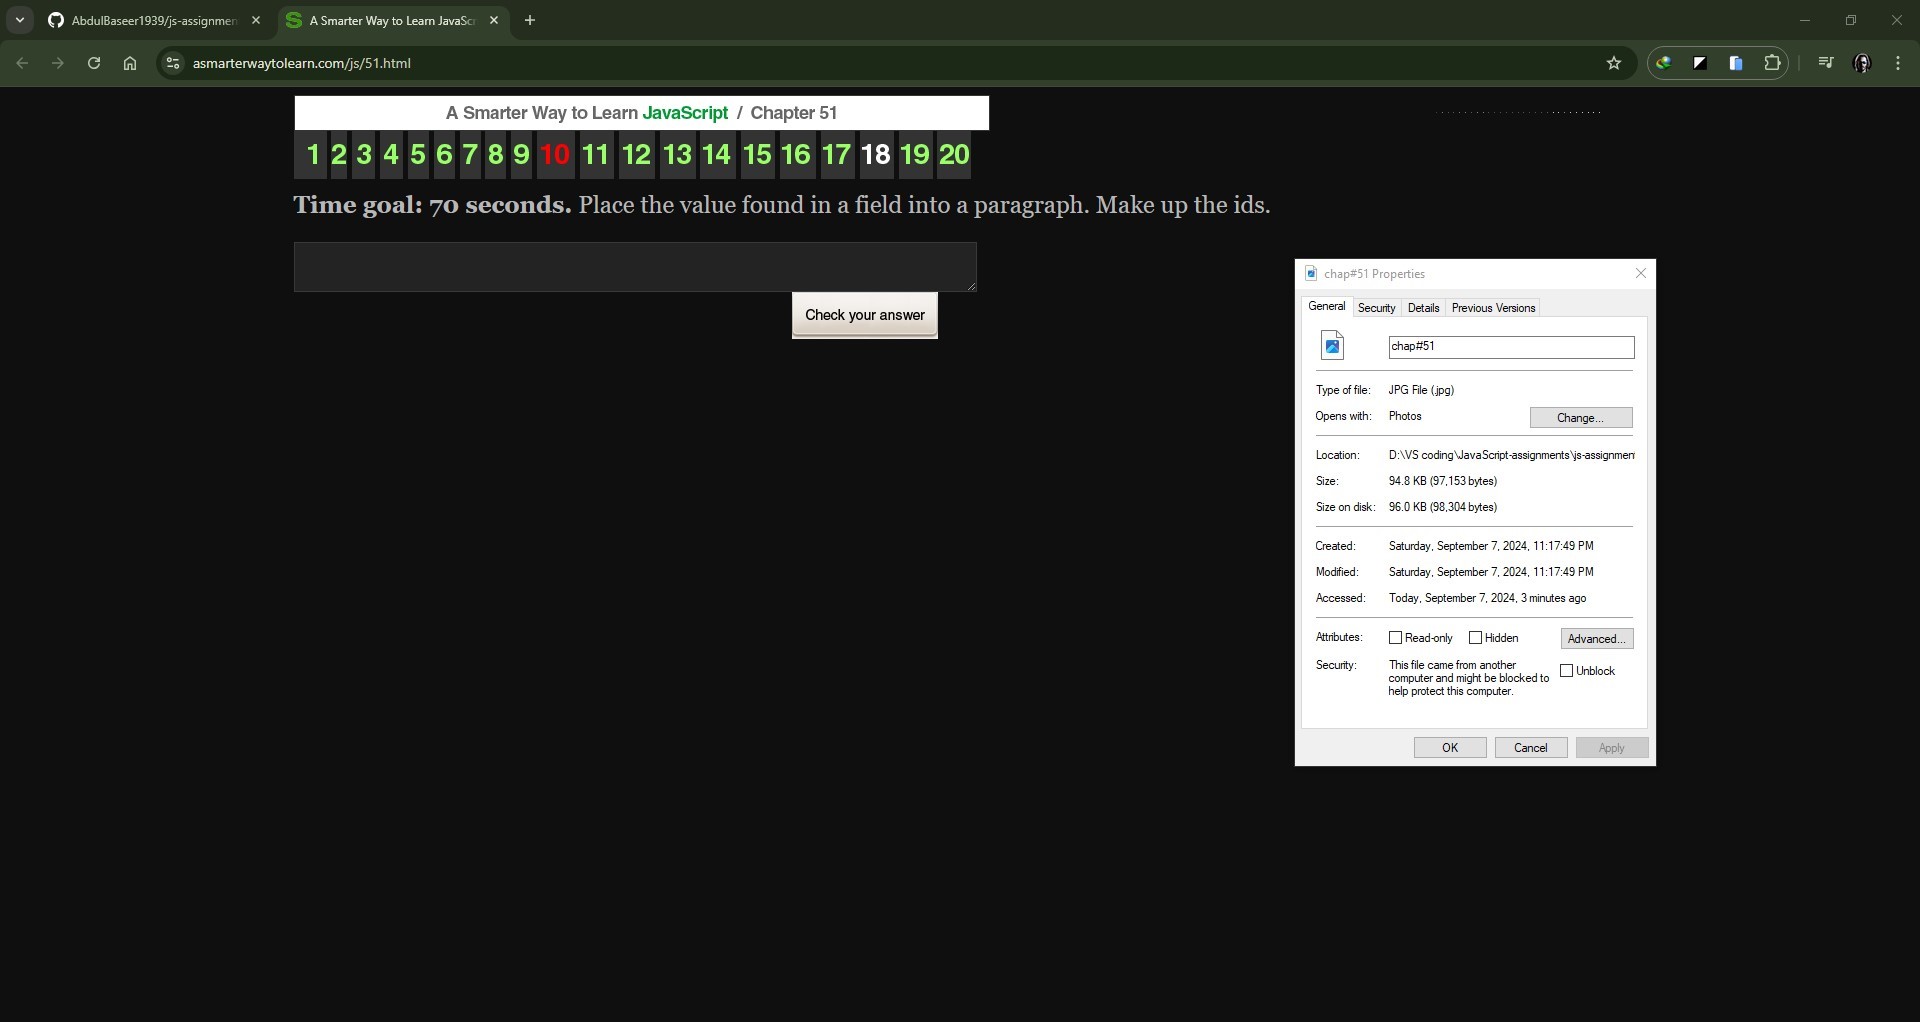 AbdulBaseer1939/js-assignmen
A Smarter Way to Learn JavaSc
asmarterwaytolearn.com/js/51.html
A Smarter Way to Learn JavaScript / Chapter 51
1 2 3 4 5 6 7 8 9 10 11 12 13 14 15 16 17 18 19 20
Time goal: 70 seconds. Place the value found in a field into a paragraph. Make up the ids.
Check your answer
chap#51 Properties
General Security Details Previous Versions
chap#51
Type of file: JPG File (.jpg)
Opens with: Photos Change...
Location: D:\VS coding\JavaScript-assignments\js-assignmen
Size: 94.8 KB (97,153 bytes)
Size on disk: 96.0 KB (98,304 bytes)
Created: Saturday, September 7, 2024, 11:17:49 PM
Modified: Saturday, September 7, 2024, 11:17:49 PM
Accessed: Today, September 7, 2024, 3 minutes ago
Attributes: Read-only Hidden Advanced...
Security: This file came from another
computer and might be blocked to
help protect this computer.
Unblock
OK Cancel Apply